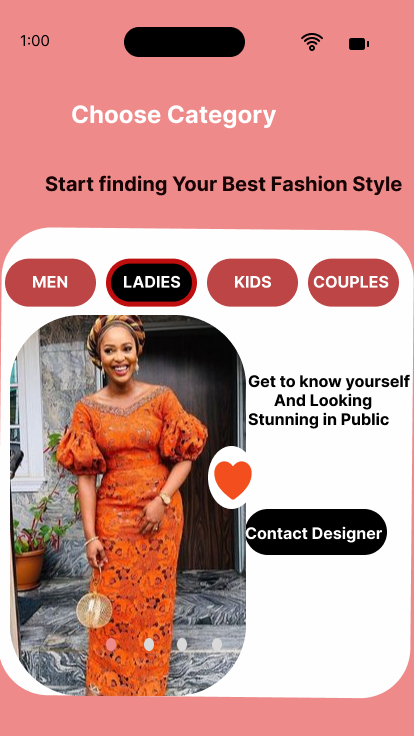 1:00
Choose Category
Start finding Your Best Fashion Style
MEN
LADIES
KIDS
COUPLES
Get to know yourself
And Looking
Stunning in Public
Contact Designer